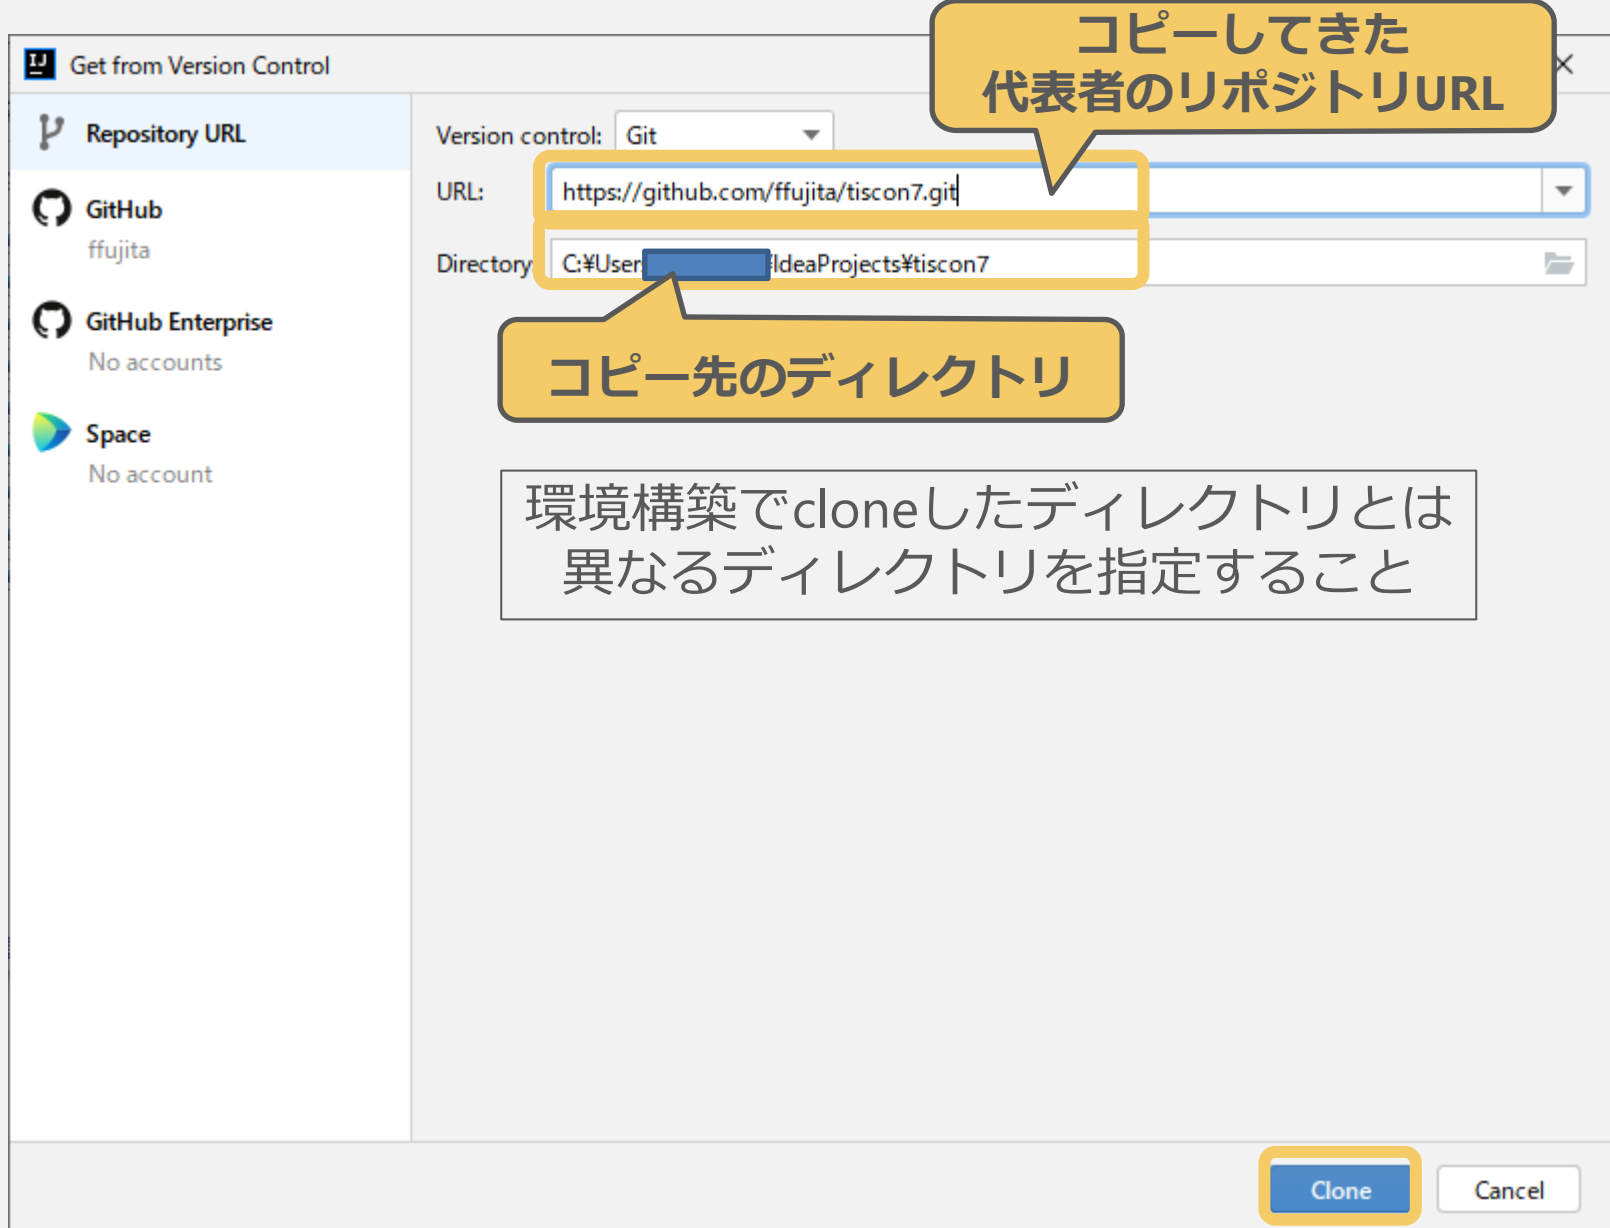 コピーしてきた
代表者のリポジトリURL
Get from Version Control
Repository URL
GitHub
ffujita
GitHub Enterprise
No accounts
Space
No account
Version control: Git
URL: https://github.com/ffujita/tiscon7.git
Directory C:¥User ¥IdeaProjects¥tiscon7
コピー先のディレクトリ
環境構築でcloneしたディレクトリとは
異なるディレクトリを指定すること
Clone Cancel